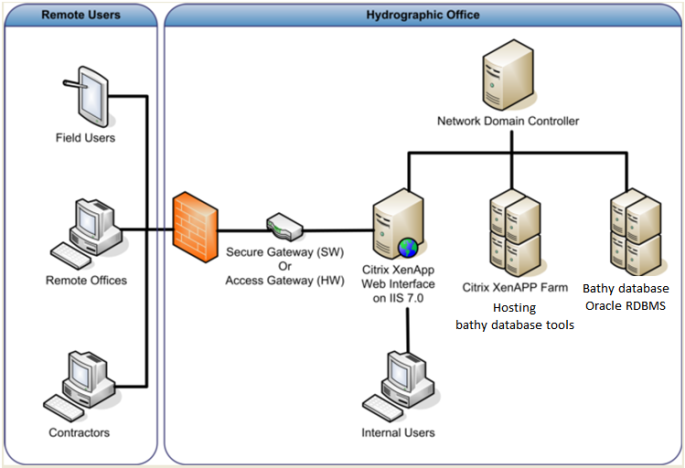 Remote Users
Hydrographic Office
Field Users
Network Domain Controller
Remote Offices
Secure Gateway (SW)
Or
Access Gateway (HW)
Citrix XenApp
Web Interface
on IIS 7.0
Citrix XenAPP Farm
Hosting
bathy database tools
Bathy database
Oracle RDBMS
Contractors
Internal Users